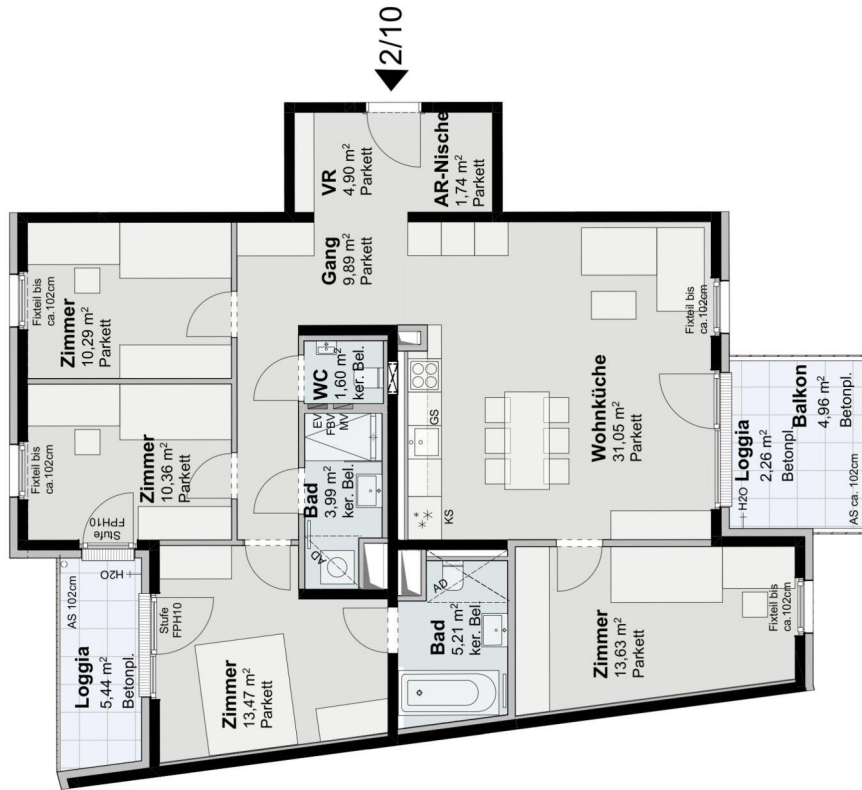 2/10
VR
4,90 m²
Parkett
AR-Nische
1,74 m²
Parkett
Gang
9,89 m²
Parkett
Fixteil bis
ca.102cm
Zimmer
10,29 m²
Parkett
Fixteil bis
ca.102cm
Zimmer
10,36 m²
Parkett
Stufe
FPH10
WC
1,60 m²
ker. Bel.
EV
FBV
MV
Bad
3,99 m²
ker. Bel.
AD
GS
KS
Wohnküche
31,05 m²
Parkett
Fixteil bis
ca.102cm
H2O
Loggia
2,26 m²
Betonpl.
Balkon
4,96 m²
Betonpl.
AS ca. 102cm
AS 102cm
H2O
Loggia
5,44 m²
Betonpl.
Stufe
FPH10
Zimmer
13,47 m²
Parkett
AD
Bad
5,21 m²
ker. Bel.
Zimmer
13,63 m²
Parkett
Fixteil bis
ca.102cm